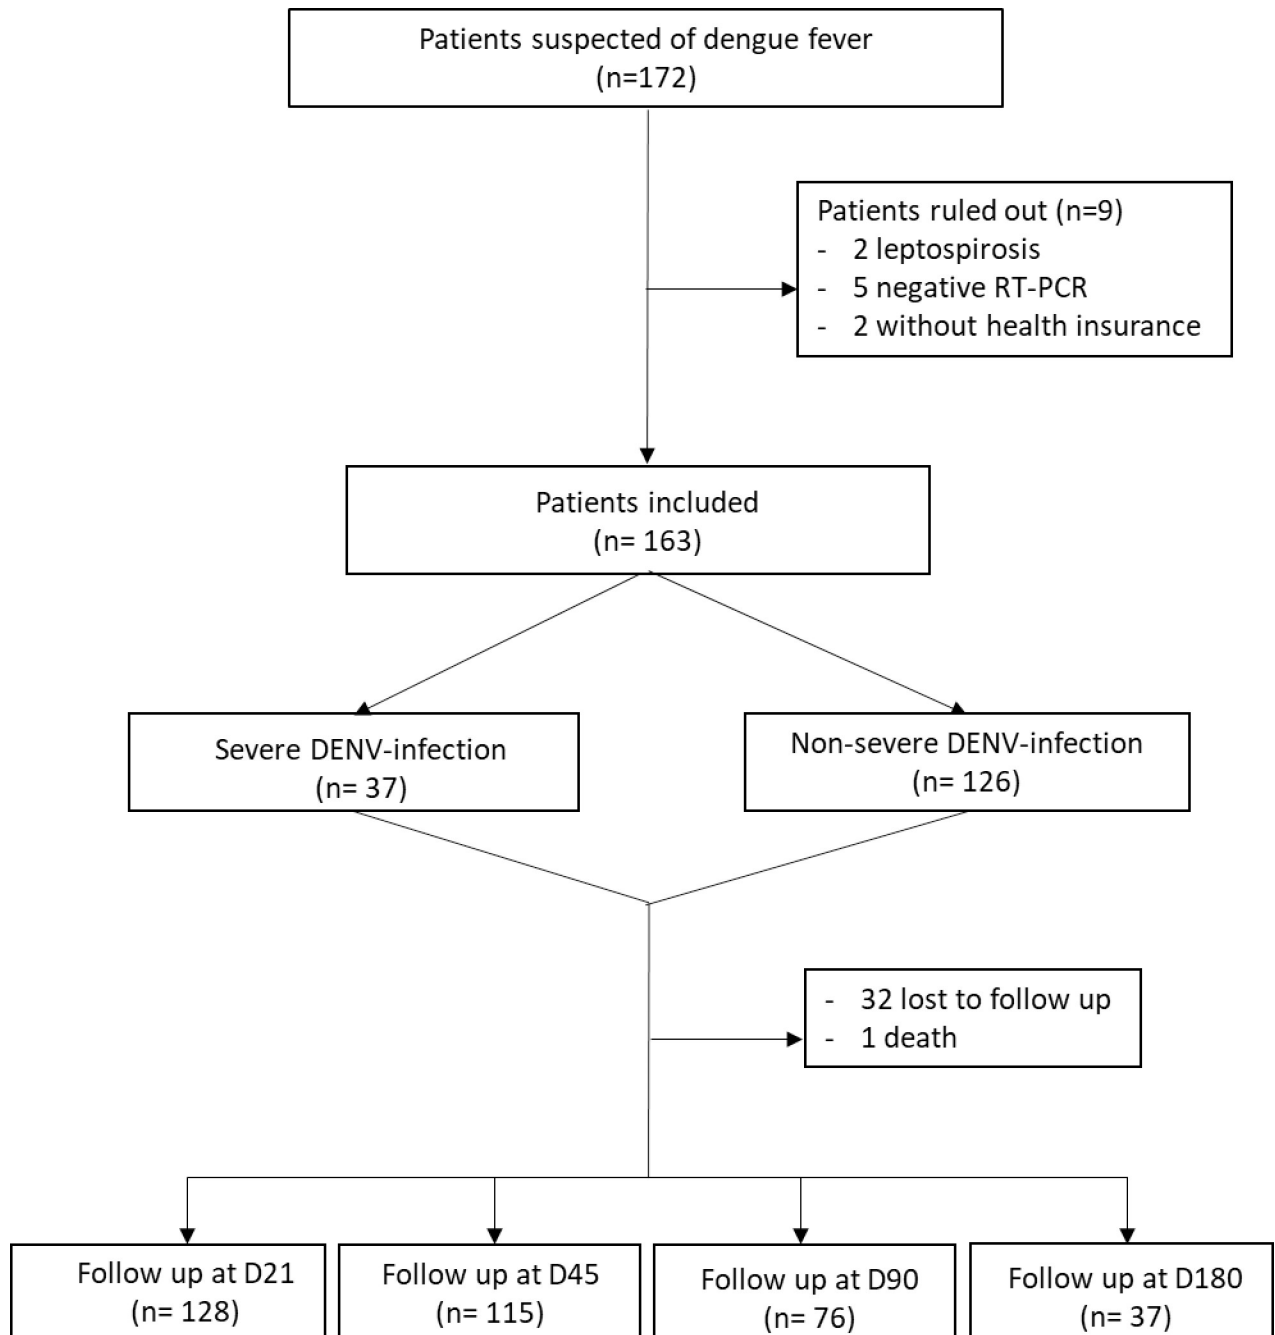 Patients suspected of dengue fever
(n=172)
Patients ruled out (n=9)
- 2 leptospirosis
- 5 negative RT-PCR
- 2 without health insurance
Patients included
(n= 163)
Severe DENV-infection
(n= 37)
Non-severe DENV-infection
(n= 126)
- 32 lost to follow up
- 1 death
Follow up at D21
(n= 128)
Follow up at D45
(n= 115)
Follow up at D90
(n= 76)
Follow up at D180
(n= 37)